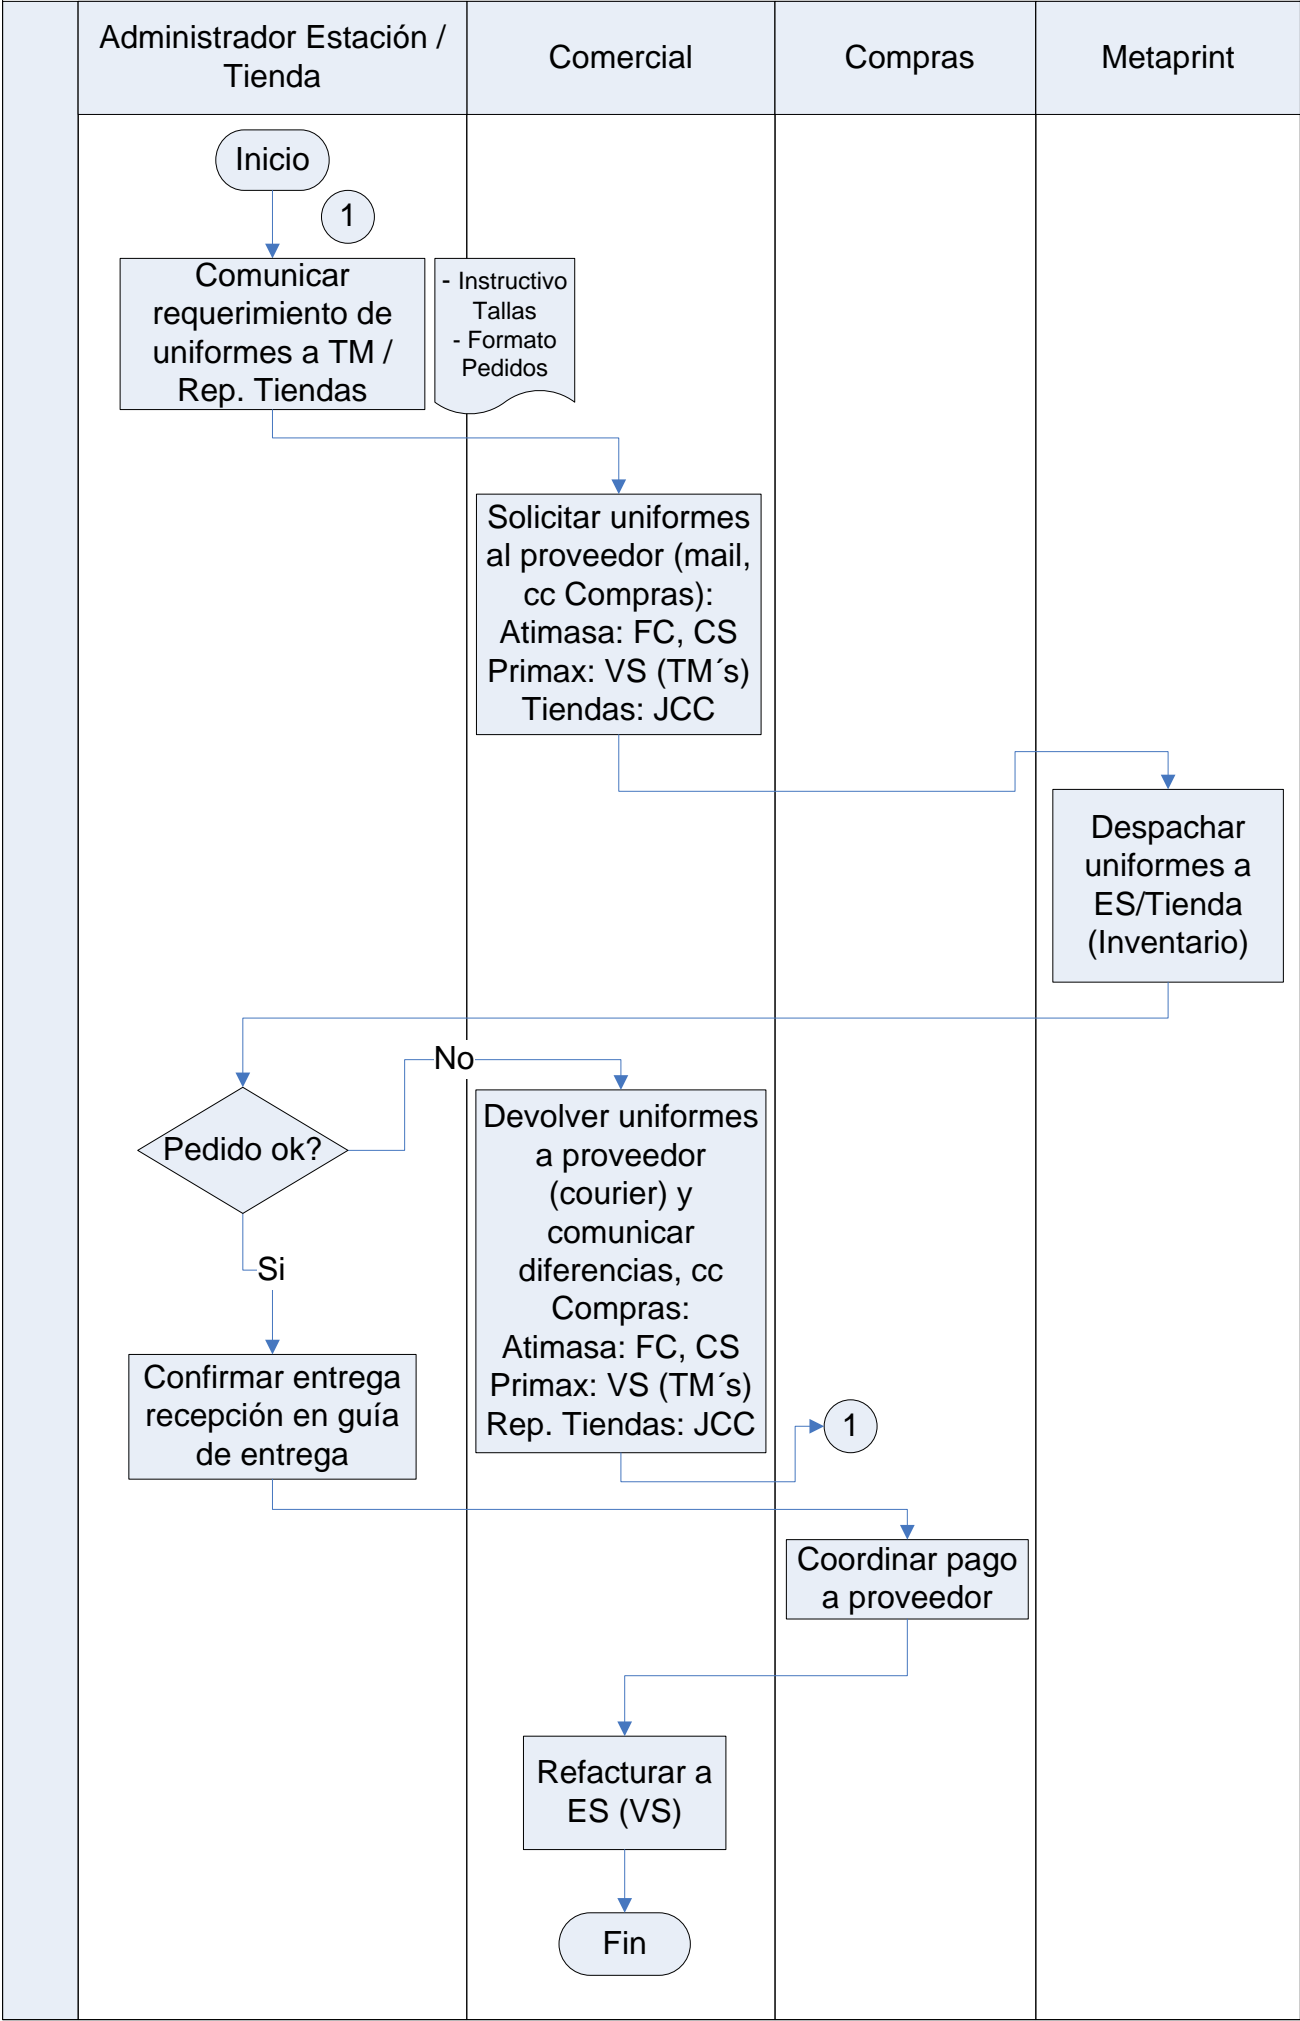 Administrador Estación /
Tienda
Comercial
Compras
Metaprint
Inicio
1
Comunicar
requerimiento de
uniformes a TM /
Rep. Tiendas
- Instructivo
Tallas
- Formato
Pedidos
Solicitar uniformes
al proveedor (mail,
cc Compras):
Atimasa: FC, CS
Primax: VS (TM´s)
Tiendas: JCC
Despachar
uniformes a
ES/Tienda
(Inventario)
No
Pedido ok?
Devolver uniformes
a proveedor
(courier) y
comunicar
diferencias, cc
Compras:
Atimasa: FC, CS
Primax: VS (TM´s)
Rep. Tiendas: JCC
Si
Confirmar entrega
recepción en guía
de entrega
1
Coordinar pago
a proveedor
Refacturar a
ES (VS)
Fin